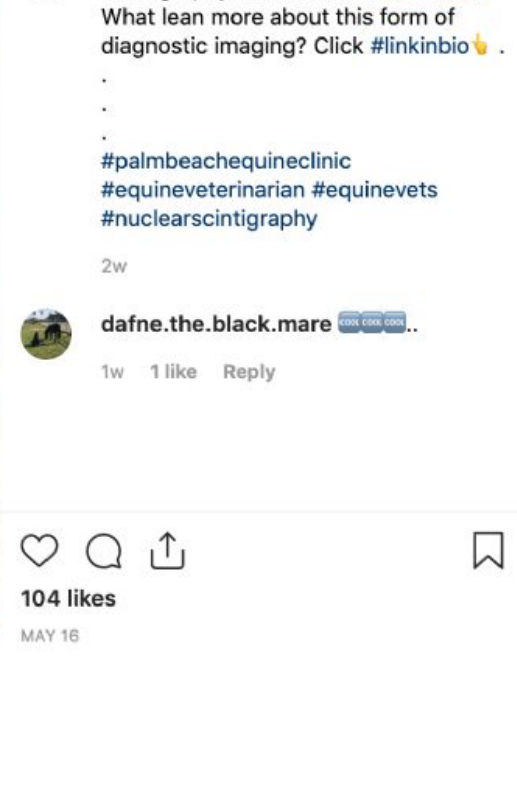 What lean more about this form of
diagnostic imaging? Click #linkinbio👆 .
.
.
.
#palmbeachequineclinic
#equineveterinarian #equinevets
#nuclearscintigraphy
2w
dafne.the.black.mare 🆒🆒🆒..
1w 1 like Reply
104 likes
MAY 16